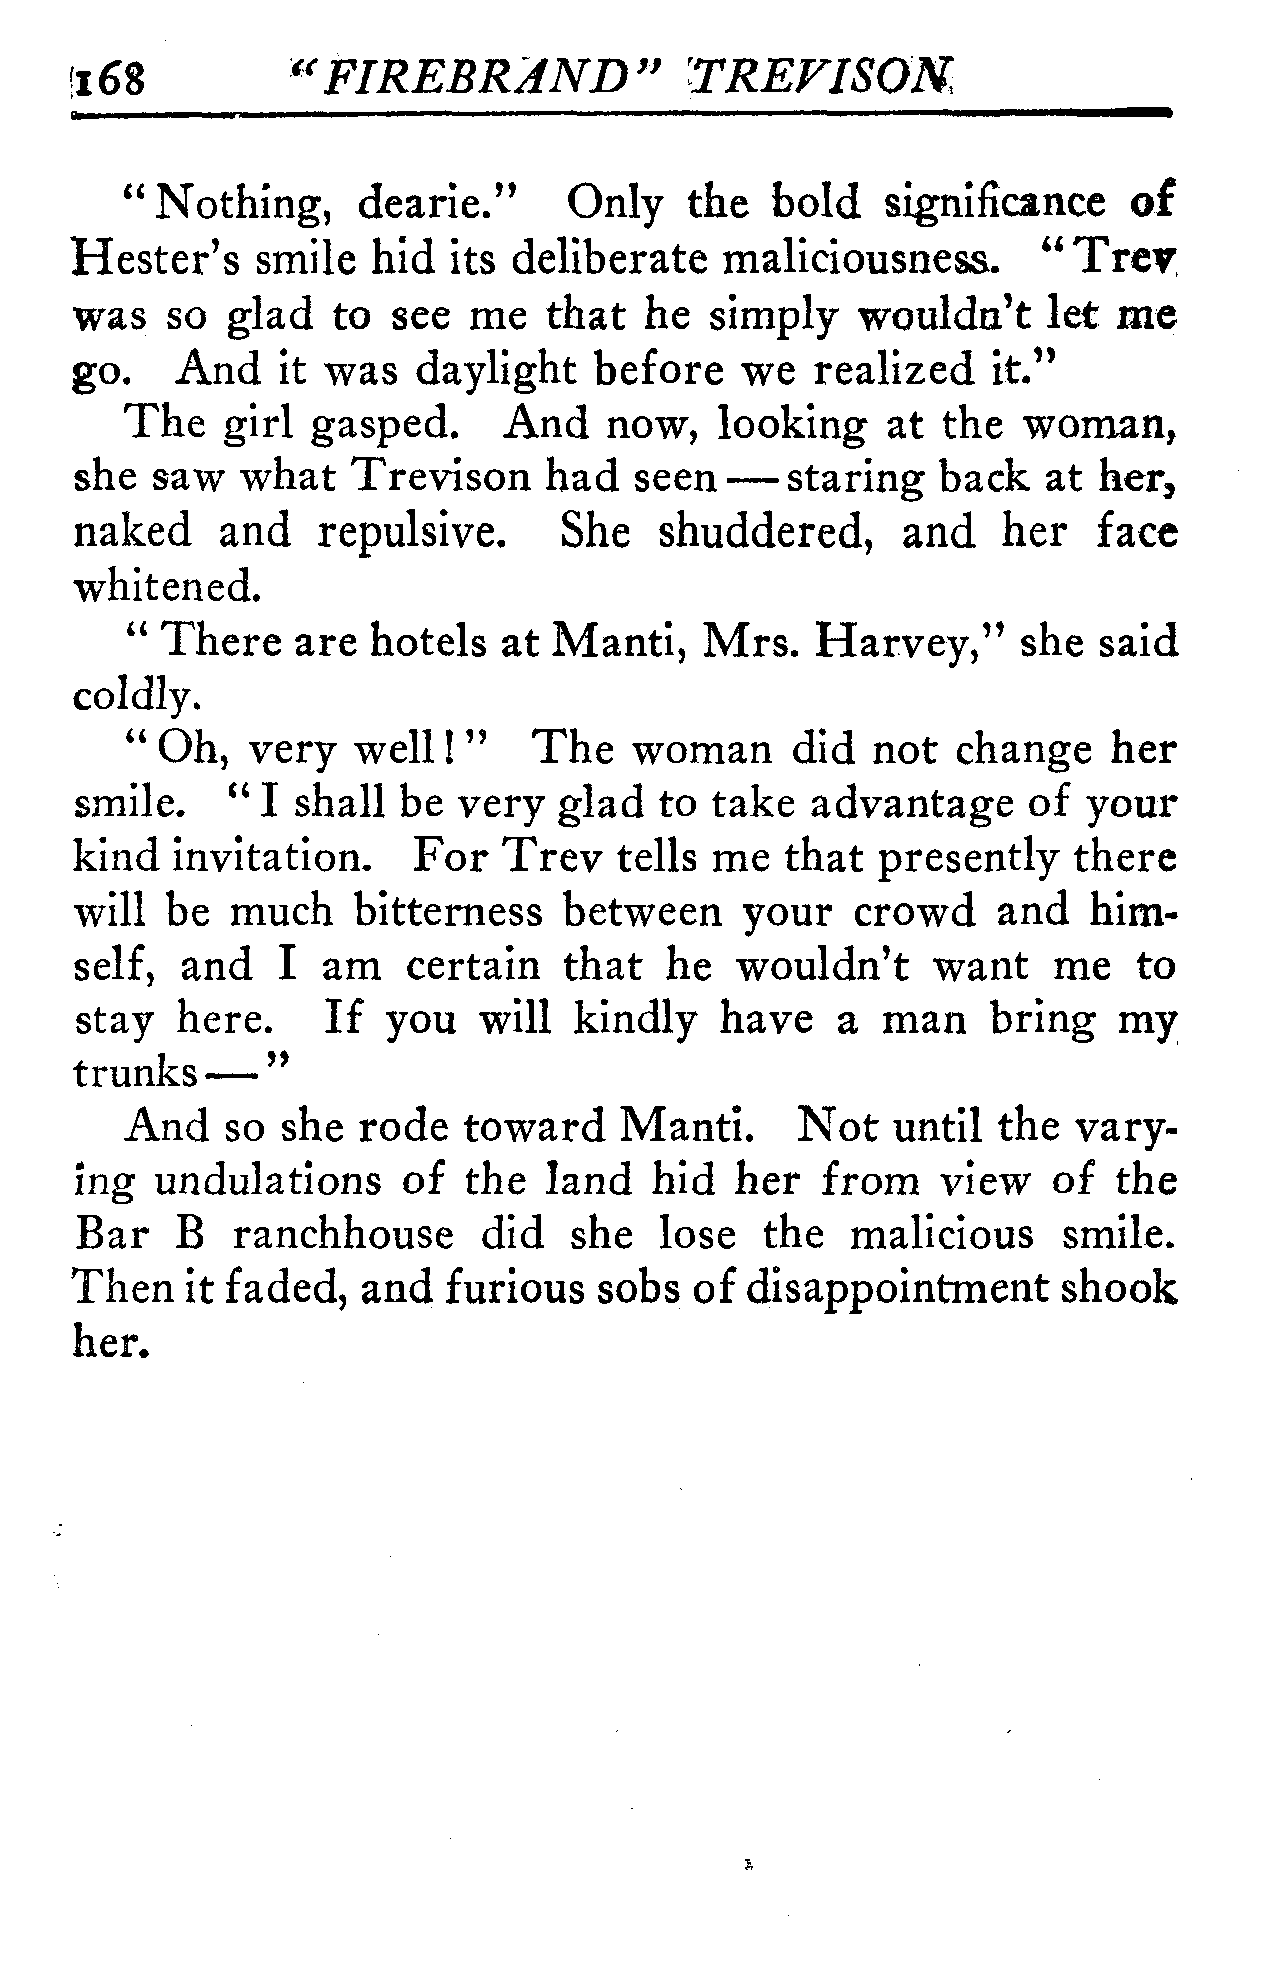 168 "FIREBRAND" TREVISON
"Nothing, dearie." Only the bold significance of
Hester's smile hid its deliberate maliciousness. "Trev
was so glad to see me that he simply wouldn't let me
go. And it was daylight before we realized it."
The girl gasped. And now, looking at the woman,
she saw what Trevison had seen — staring back at her,
naked and repulsive. She shuddered, and her face
whitened.
"There are hotels at Manti, Mrs. Harvey," she said
coldly.
"Oh, very well!" The woman did not change her
smile. "I shall be very glad to take advantage of your
kind invitation. For Trev tells me that presently there
will be much bitterness between your crowd and him-
self, and I am certain that he wouldn't want me to
stay here. If you will kindly have a man bring my
trunks — "
And so she rode toward Manti. Not until the vary-
ing undulations of the land hid her from view of the
Bar B ranchhouse did she lose the malicious smile.
Then it faded, and furious sobs of disappointment shook
her.